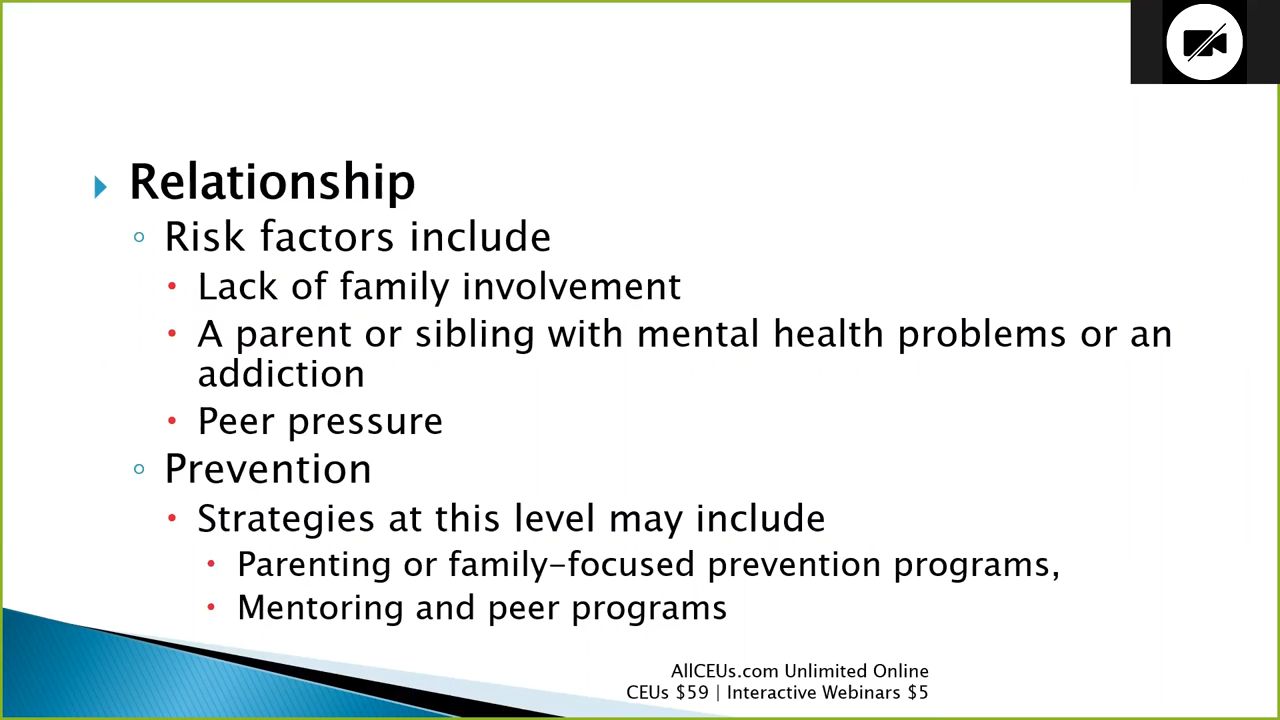 Relationship
Risk factors include
Lack of family involvement
A parent or sibling with mental health problems or an
addiction
Peer pressure
Prevention
Strategies at this level may include
Parenting or family-focused prevention programs,
Mentoring and peer programs
AllCEUs.com Unlimited Online
CEUs $59 | Interactive Webinars $5